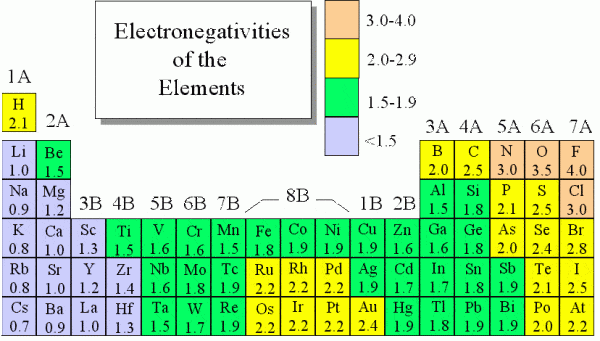 Electronegativities
of the
Elements
3.0-4.0
2.0-2.9
1.5-1.9
<1.5
1A
2A
3B 4B 5B 6B 7B 8B 1B 2B
3A 4A 5A 6A 7A
H
2.1
Li Be B C N O F
1.0 1.5 2.0 2.5 3.0 3.5 4.0
Na Mg Al Si P S Cl
0.9 1.2 1.5 1.8 2.1 2.5 3.0
K Ca Sc Ti V Cr Mn Fe Co Ni Cu Zn Ga Ge As Se Br
0.8 1.0 1.3 1.5 1.6 1.6 1.5 1.8 1.9 1.9 1.9 1.6 1.6 1.8 2.0 2.4 2.8
Rb Sr Y Zr Nb Mo Tc Ru Rh Pd Ag Cd In Sn Sb Te I
0.8 1.0 1.2 1.4 1.6 1.8 1.9 2.2 2.2 2.2 1.9 1.7 1.7 1.8 1.9 2.1 2.5
Cs Ba La Hf Ta W Re Os Ir Pt Au Hg Tl Pb Bi Po At
0.7 0.9 1.0 1.3 1.5 1.7 1.9 2.2 2.2 2.2 2.4 1.9 1.8 1.9 1.9 2.0 2.2